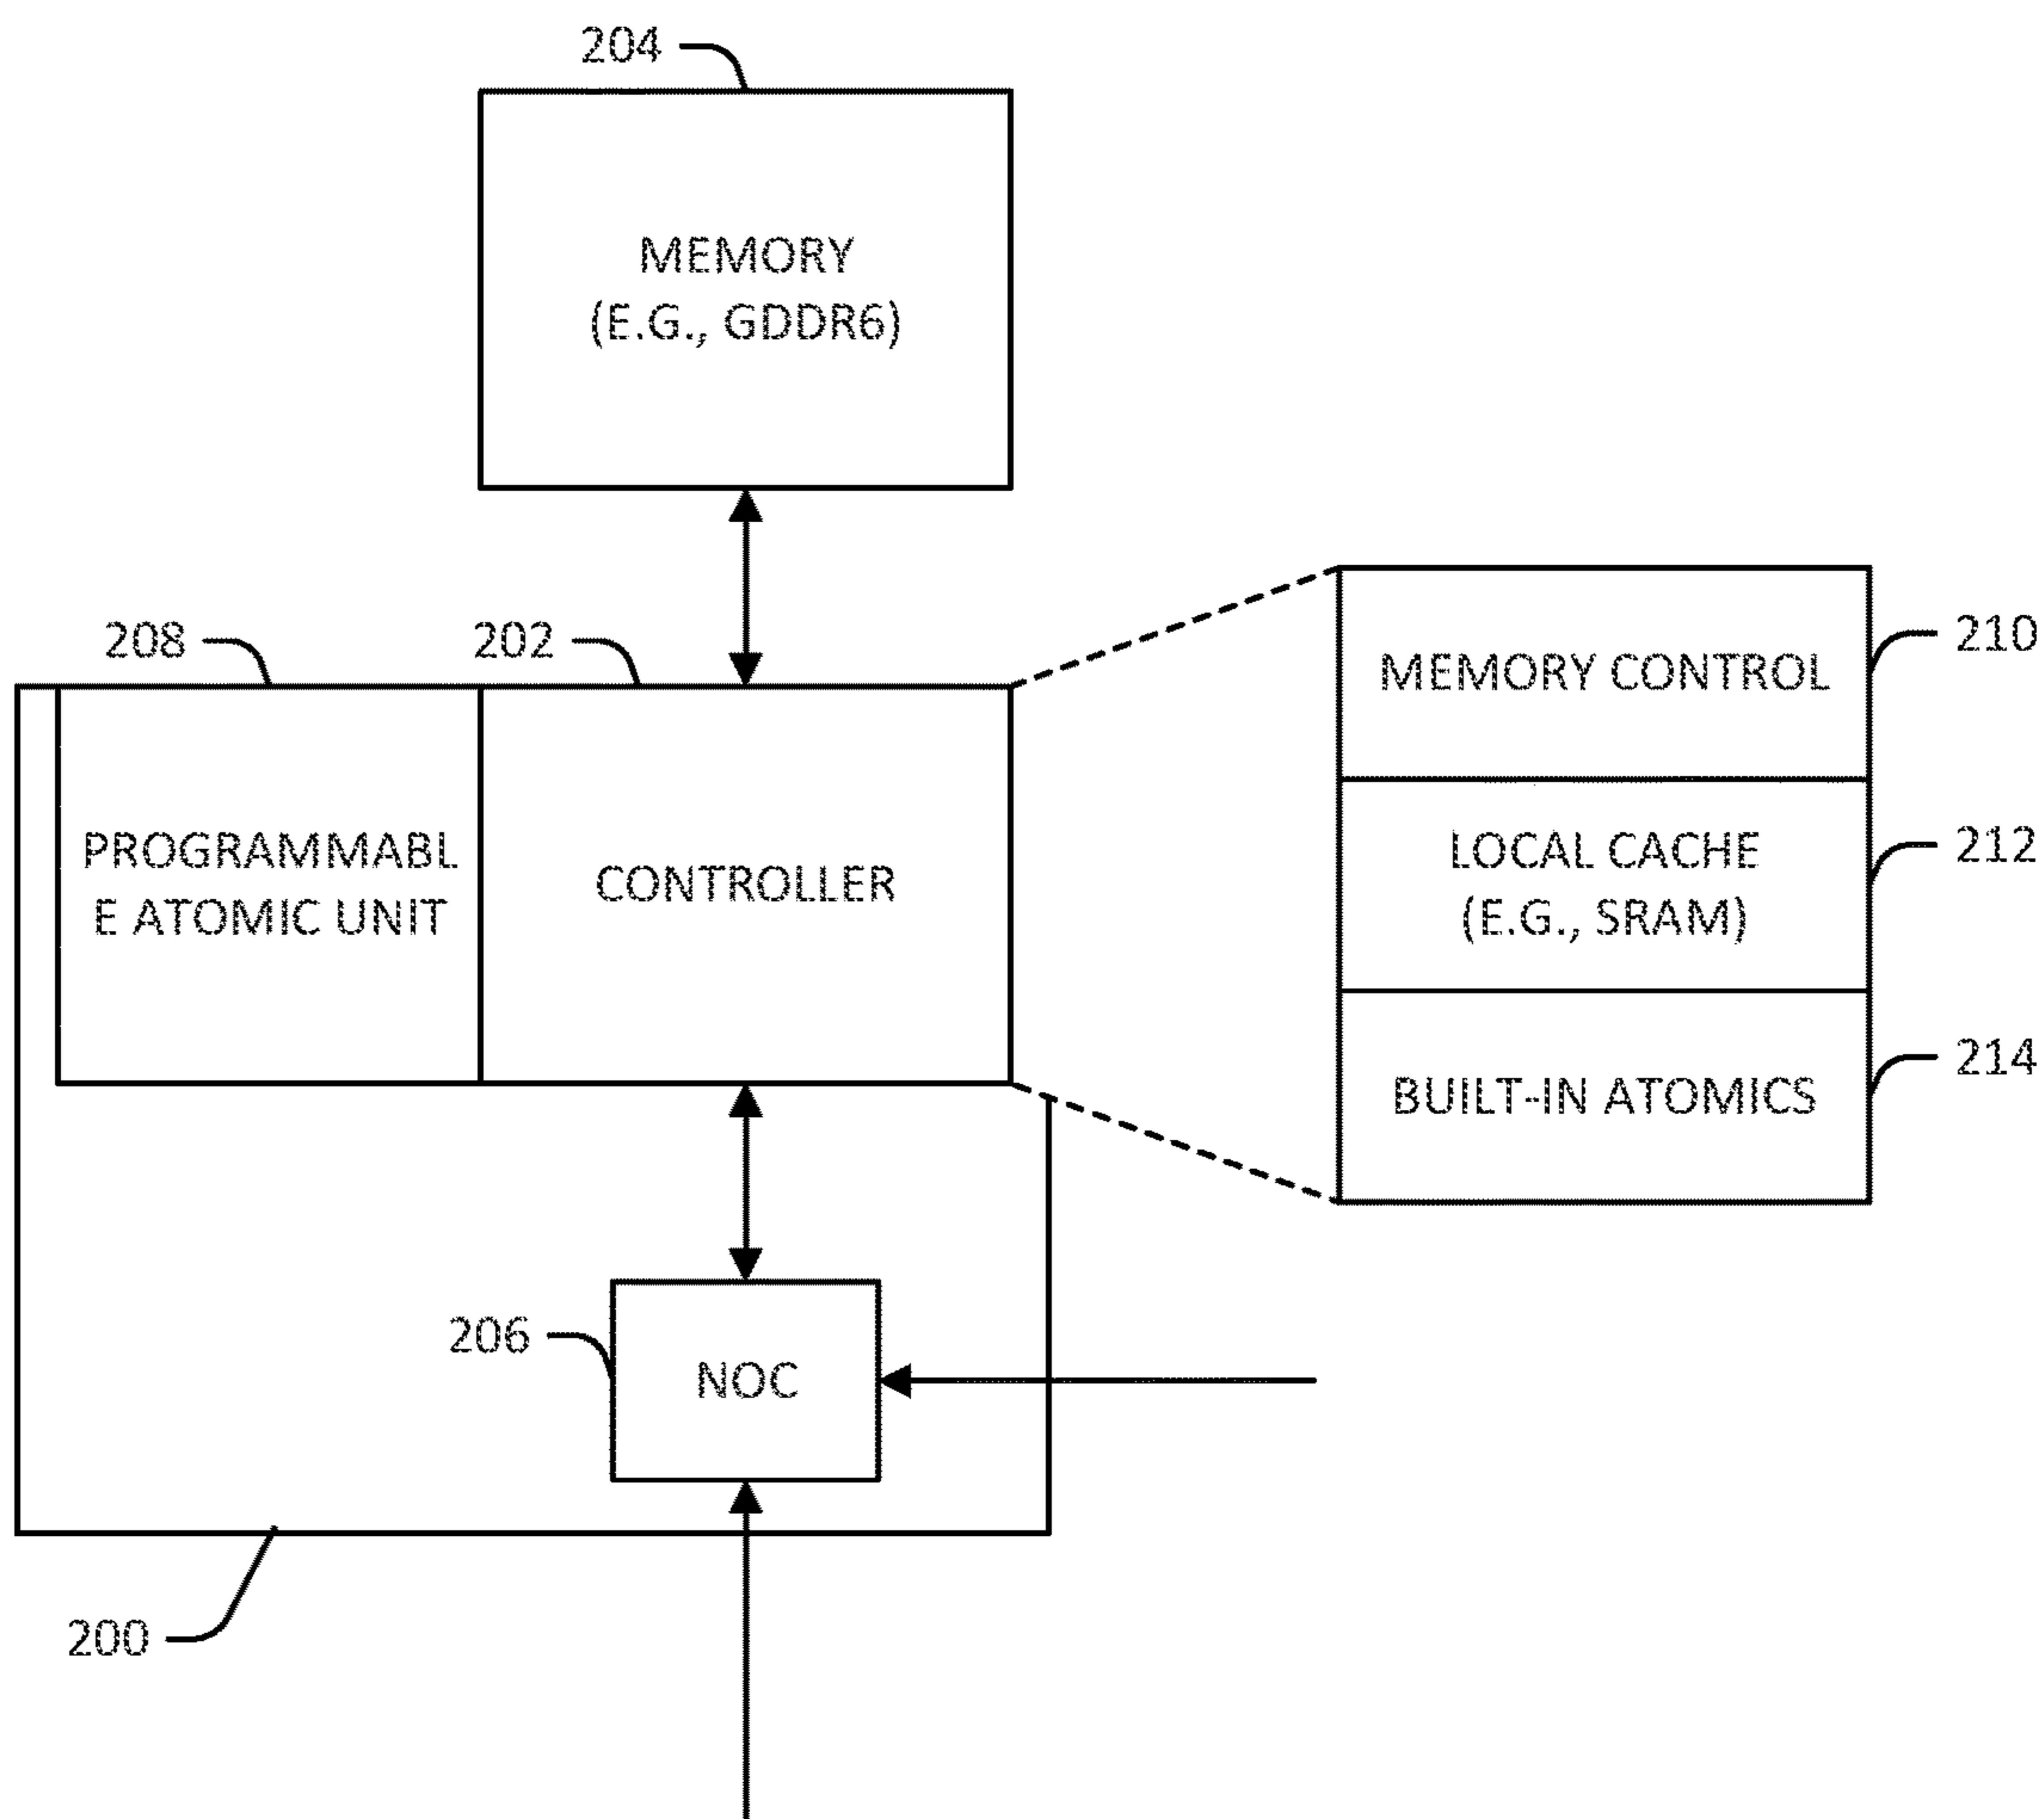 204
MEMORY
(E.G., GDDR6)
208
202
210
MEMORY CONTROL
PROGRAMMABL
E ATOMIC UNIT
CONTROLLER
LOCAL CACHE
(E.G., SRAM)
212
BUILT-IN ATOMICS
214
206
NOC
200